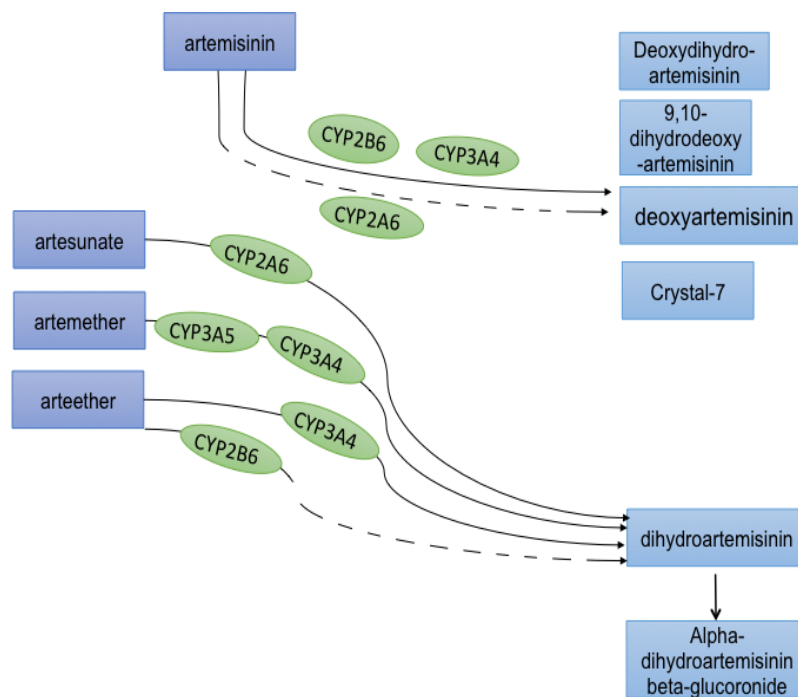 artemisinin
Deoxydihydro-
artemisinin
9,10-
dihydrodeoxy
-artemisinin
CYP2B6
CYP3A4
CYP2A6
deoxyartemisinin
artesunate
CYP2A6
Crystal-7
artemether
CYP3A5
CYP3A4
arteether
CYP3A4
CYP2B6
dihydroartemisinin
Alpha-
dihydroartemisinin
beta-glucoronide